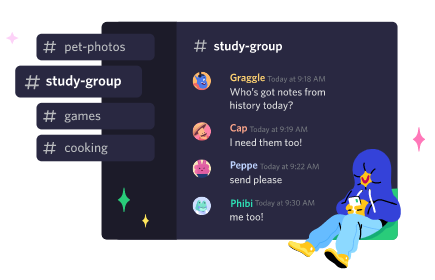 # pet-photos
# study-group
# games
# cooking
# study-group
Graggle Today at 9:18 AM
Who's got notes from
history today?
Cap Today at 9:19 AM
I need them too!
Peppe Today at 9:22 AM
send please
Phibi Today at 9:30 AM
me too!